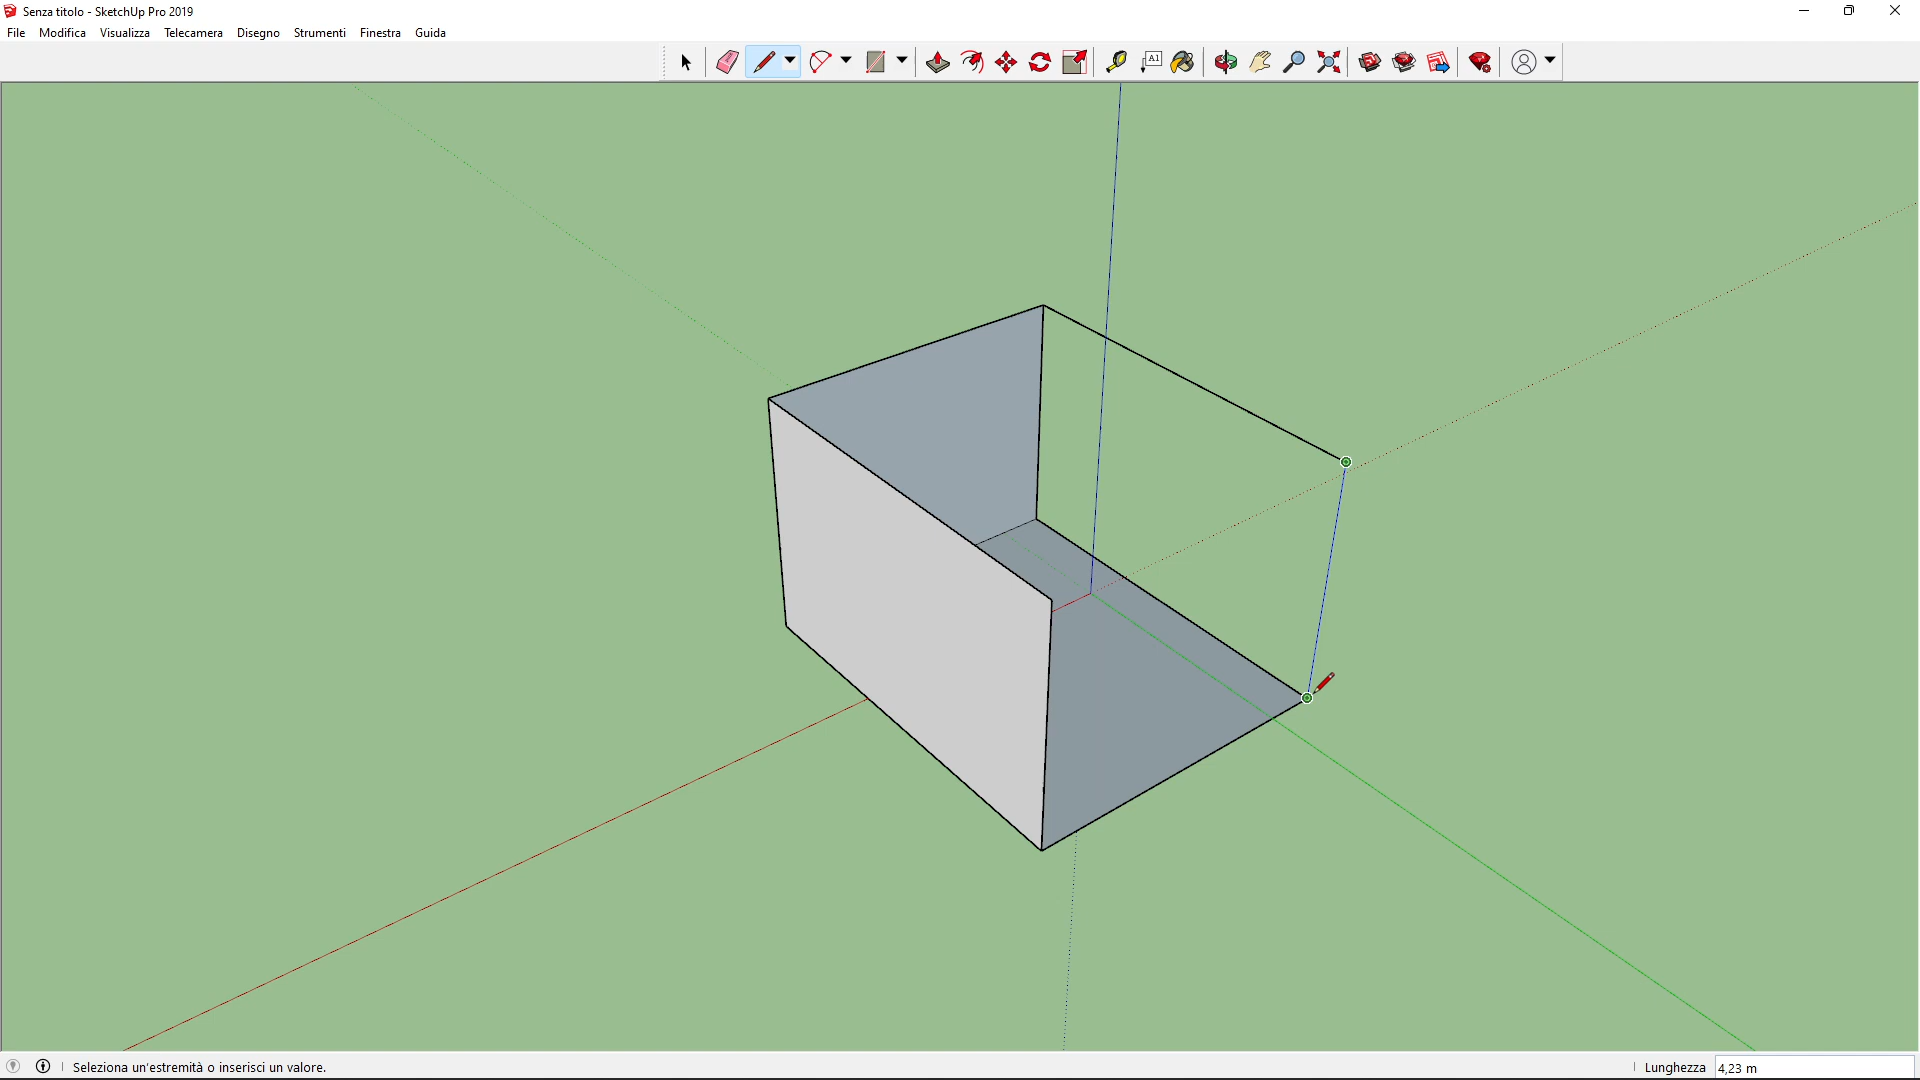 Senza titolo - SketchUp Pro 2019
File Modifica Visualizza Telecamera Disegno Strumenti Finestra Guida
A1
Seleziona un'estremità o inserisci un valore.
Lunghezza 4,23 m